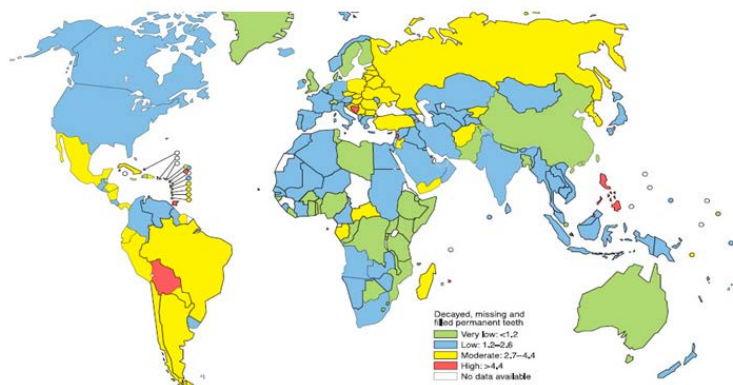 Decayed, missing and
filled permanent teeth
Very low: <1.2
Low: 1.2–2.6
Moderate: 2.7–4.4
High: >4.4
No data available